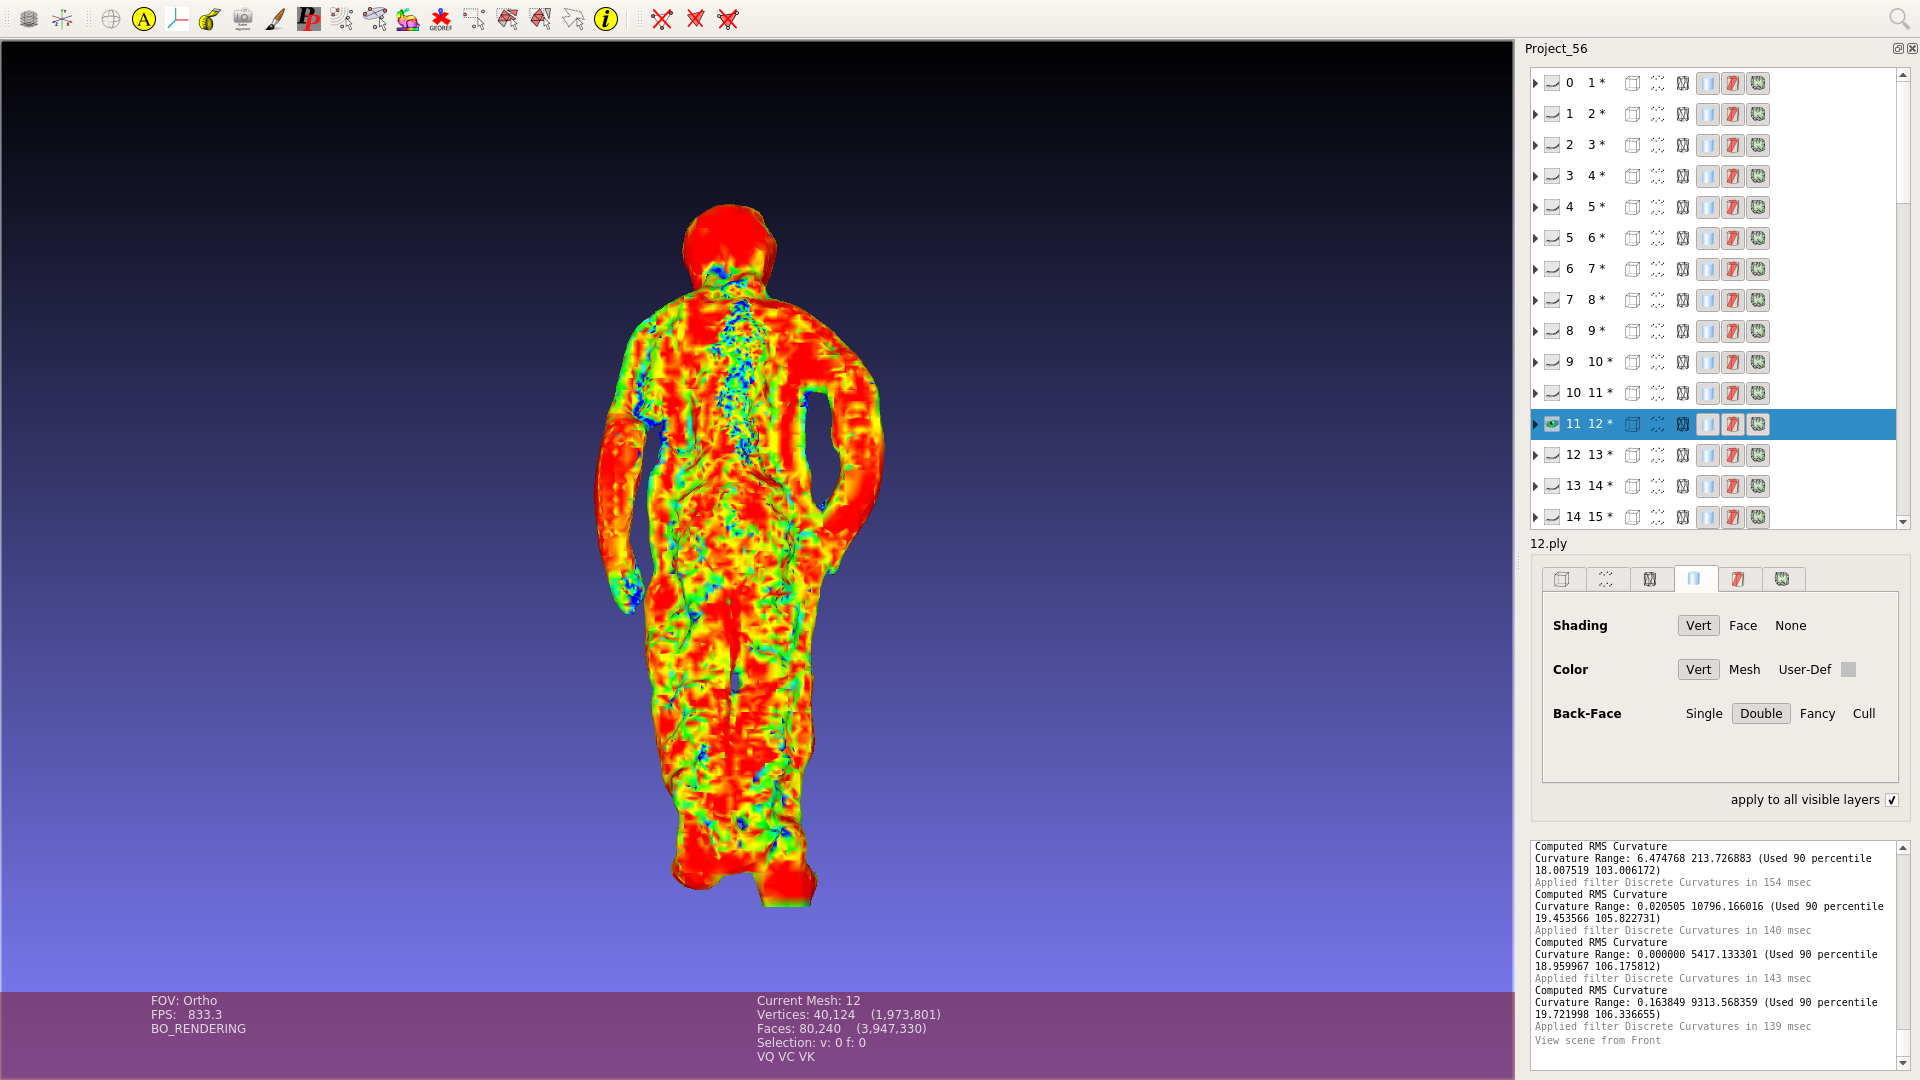 A
PP
GEOREF
i
Project_56
0 1 *
1 2 *
2 3 *
3 4 *
4 5 *
5 6 *
6 7 *
7 8 *
8 9 *
9 10 *
10 11 *
11 12 *
12 13 *
13 14 *
14 15 *
12.ply
Shading Vert Face None
Color Vert Mesh User-Def
Back-Face Single Double Fancy Cull
apply to all visible layers
Computed RMS Curvature
Curvature Range: 6.474768 213.726883 (Used 90 percentile
18.007519 103.006172)
Applied filter Discrete Curvatures in 154 msec
Computed RMS Curvature
Curvature Range: 0.020505 10796.166016 (Used 90 percentile
19.453566 105.822731)
Applied filter Discrete Curvatures in 140 msec
Computed RMS Curvature
Curvature Range: 0.000000 5417.133301 (Used 90 percentile
18.959967 106.175812)
Applied filter Discrete Curvatures in 143 msec
Computed RMS Curvature
Curvature Range: 0.163849 9313.568359 (Used 90 percentile
19.721998 106.336655)
Applied filter Discrete Curvatures in 139 msec
View scene from Front
FOV: Ortho
FPS: 833.3
BO_RENDERING
Current Mesh: 12
Vertices: 40,124 (1,973,801)
Faces: 80,240 (3,947,330)
Selection: v: 0 f: 0
VQ VC VK